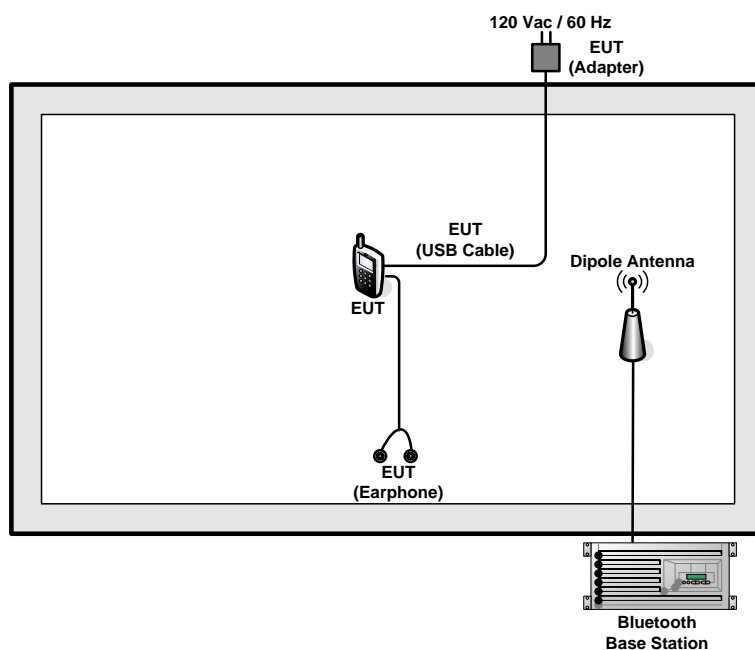 120 Vac / 60 Hz
EUT
(Adapter)
EUT
(USB Cable)
Dipole Antenna
EUT
EUT
(Earphone)
Bluetooth
Base Station